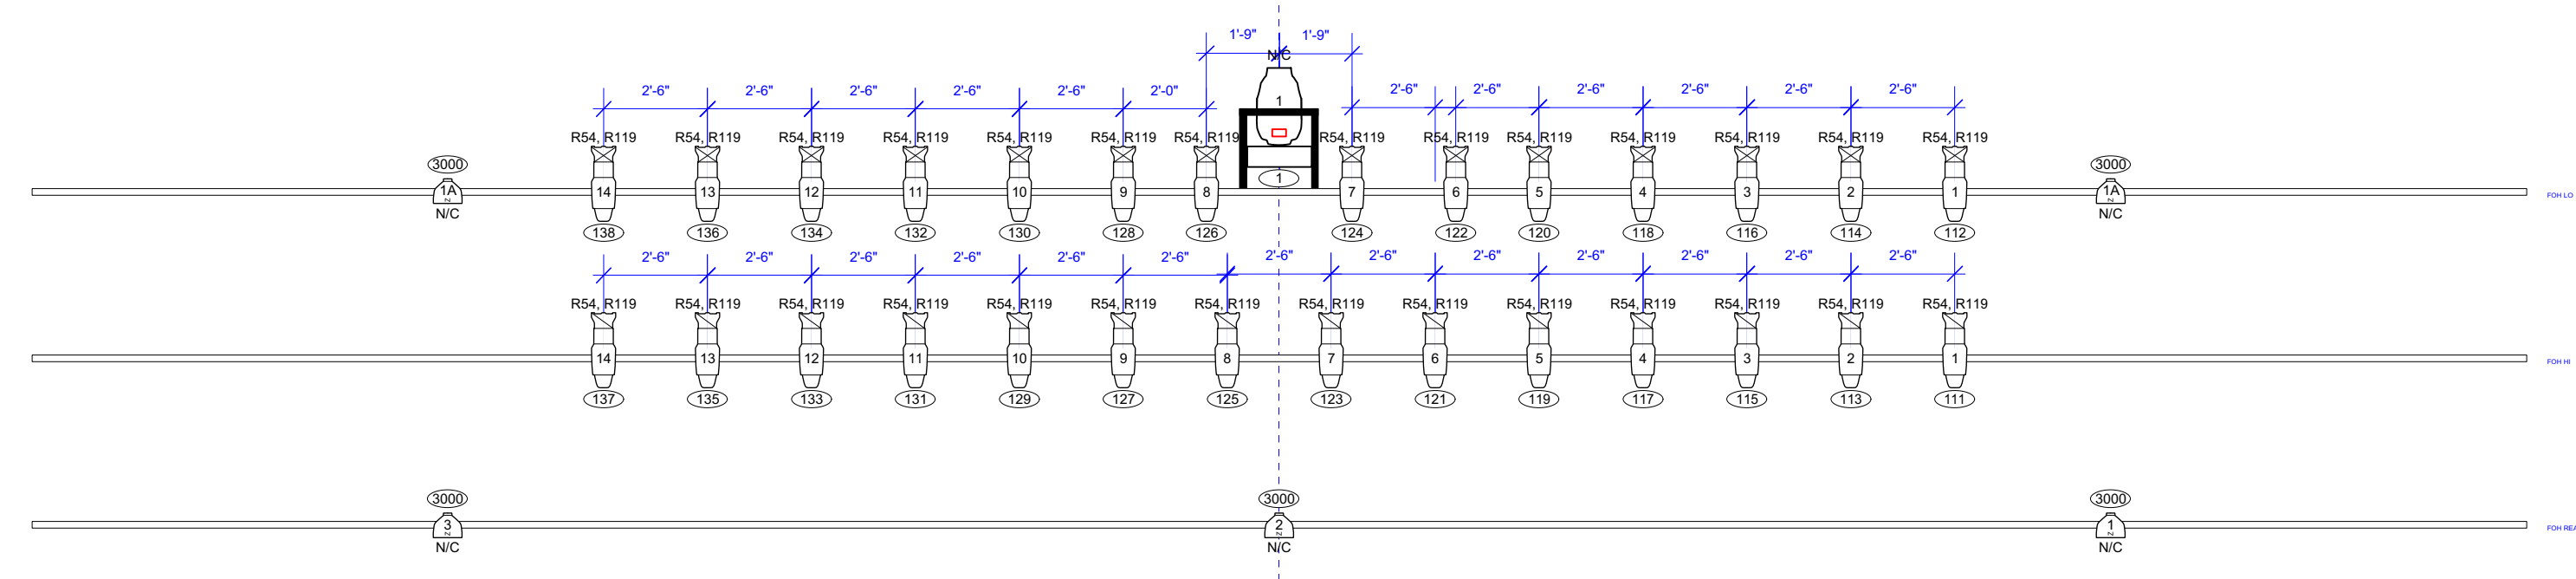 1'-9" 1'-9"
N/C
2'-6" 2'-6" 2'-6" 2'-6" 2'-6" 2'-0" 2'-6" 2'-6" 2'-6" 2'-6" 2'-6" 2'-6"
1
R54, R119 R54, R119 R54, R119 R54, R119 R54, R119 R54, R119 R54, R119 R54, R119 R54, R119 R54, R119 R54, R119 R54, R119 R54, R119 R54, R119
3000 3000
1
1A 14 13 12 11 10 9 8 7 6 5 4 3 2 1 1A FOH LO
Z Z
N/C N/C
138 136 134 132 130 128 126 124 122 120 118 116 114 112
2'-6" 2'-6" 2'-6" 2'-6" 2'-6" 2'-6" 2'-6" 2'-6" 2'-6" 2'-6" 2'-6" 2'-6" 2'-6"
R54, R119 R54, R119 R54, R119 R54, R119 R54, R119 R54, R119 R54, R119 R54, R119 R54, R119 R54, R119 R54, R119 R54, R119 R54, R119 R54, R119
14 13 12 11 10 9 8 7 6 5 4 3 2 1 FOH HI
137 135 133 131 129 127 125 123 121 119 117 115 113 111
3000 3000 3000
3 2 1 FOH REA
Z Z Z
N/C N/C N/C